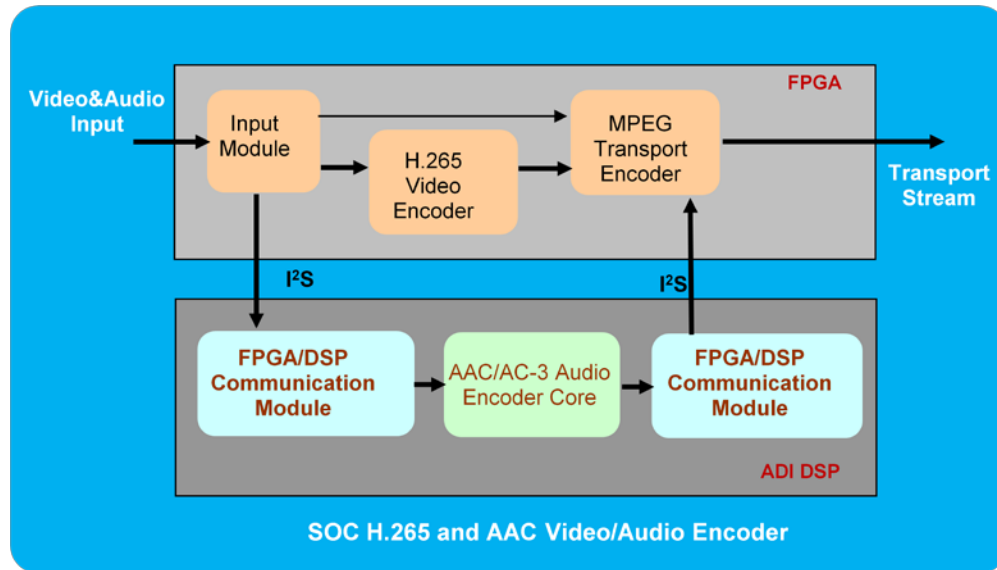 FPGA
Video&Audio
Input
Input
Module
MPEG
Transport
Encoder
H.265
Video
Encoder
Transport
Stream
I²S
I²S
FPGA/DSP
Communication
Module
AAC/AC-3 Audio
Encoder Core
FPGA/DSP
Communication
Module
ADI DSP
SOC H.265 and AAC Video/Audio Encoder